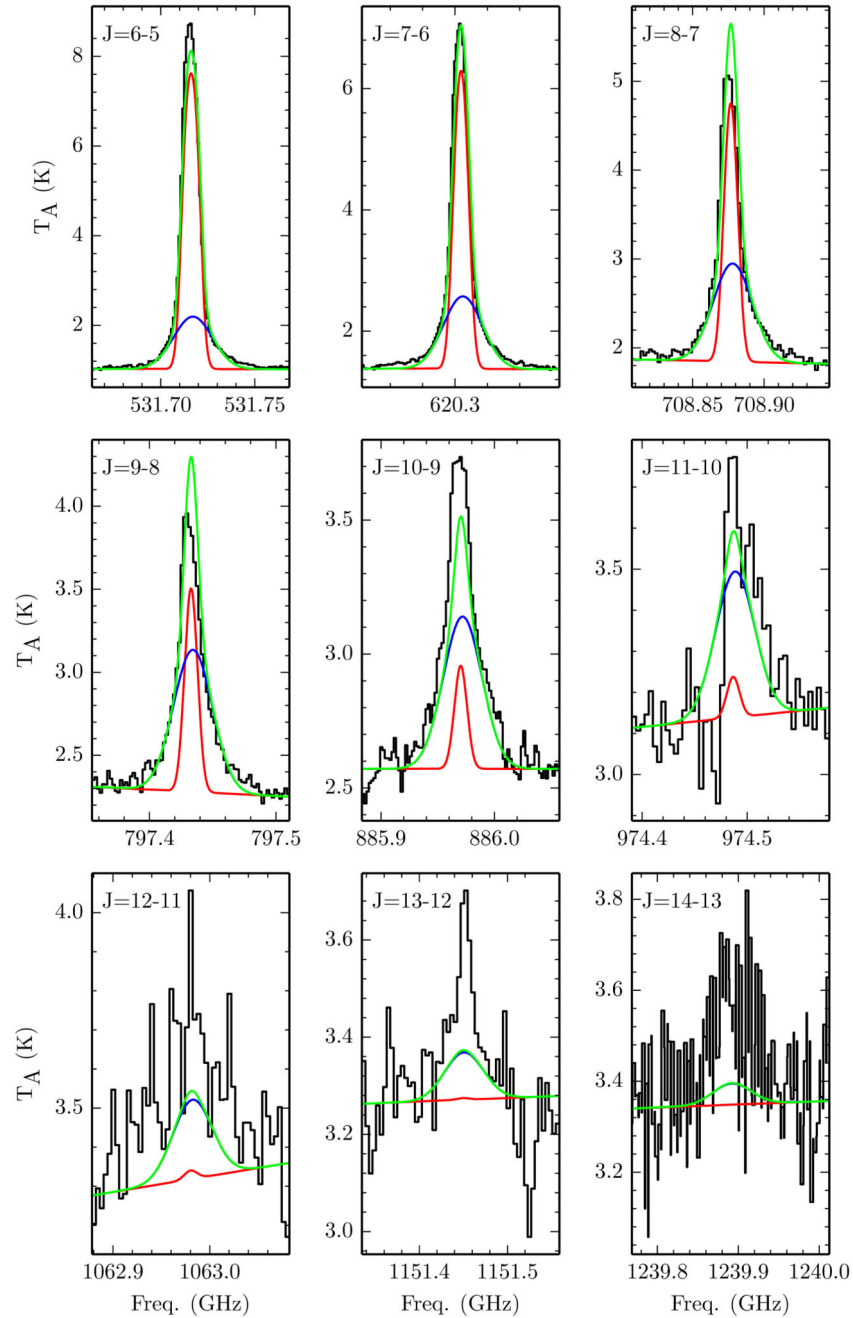 J=6-5
J=7-6
J=8-7
T_A (K)
8
6
4
2
6
4
2
5
4
3
2
531.70 531.75
620.3
708.85 708.90
J=9-8
J=10-9
J=11-10
T_A (K)
4.0
3.5
3.0
2.5
3.5
3.0
2.5
3.5
3.0
797.4 797.5
885.9 886.0
974.4 974.5
J=12-11
J=13-12
J=14-13
T_A (K)
4.0
3.5
3.6
3.4
3.2
3.0
3.8
3.6
3.4
3.2
1062.9 1063.0
1151.4 1151.5
1239.8 1239.9 1240.0
Freq. (GHz)
Freq. (GHz)
Freq. (GHz)